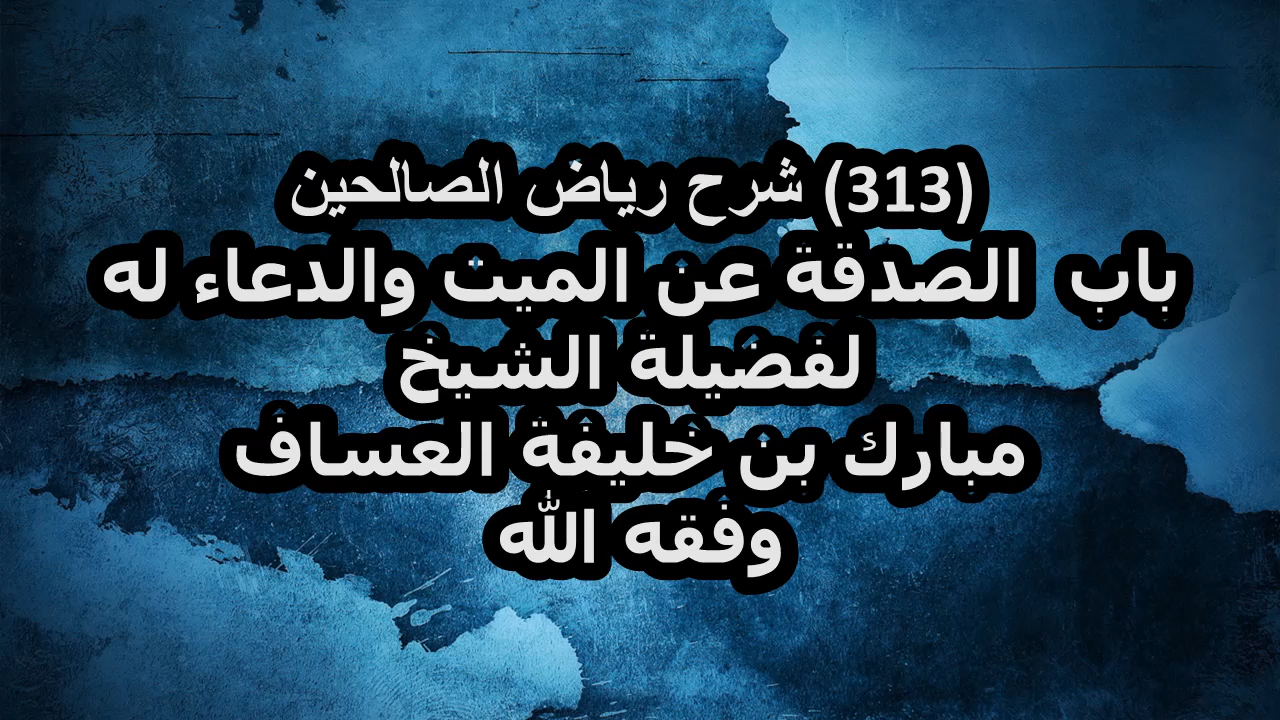 (313) شرح رياض الصالحين
باب الصدقة عن الميت والدعاء له
لفضيلة الشيخ
مبارك بن خليفة العساف
وفقه الله